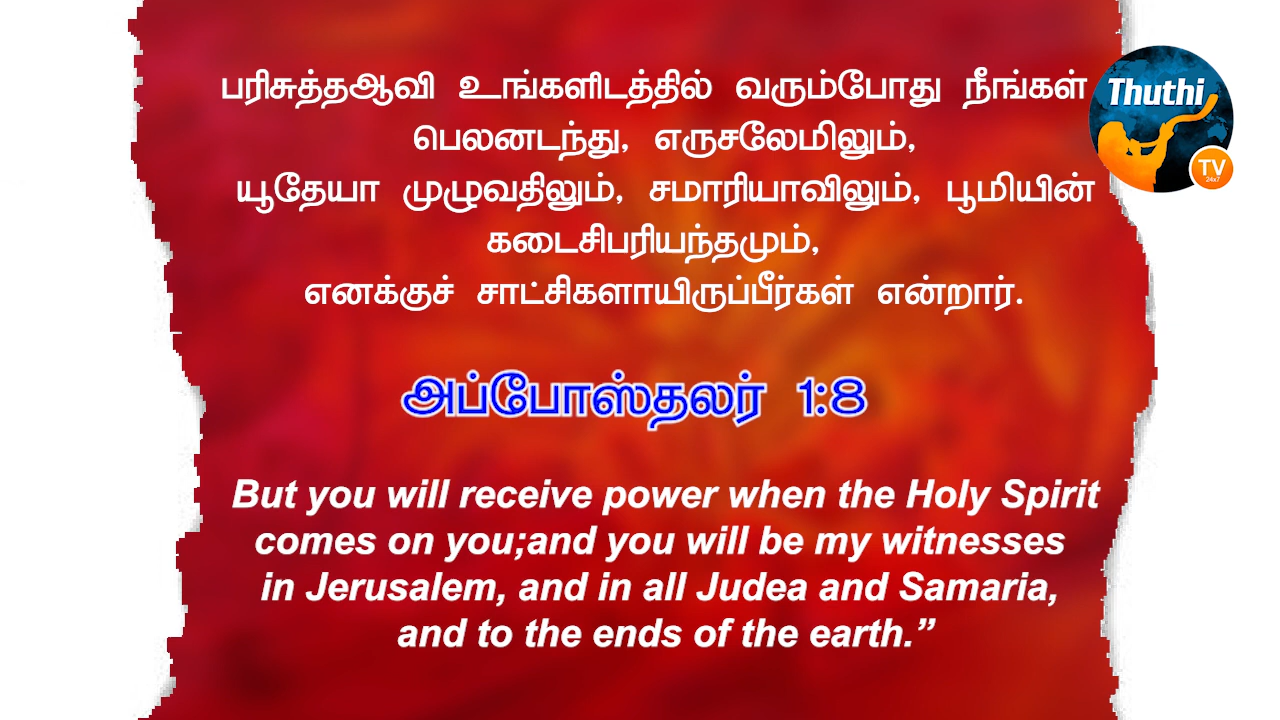 பரிசுத்தஆவி உங்களிடத்தில் வரும்போது நீங்கள்
பெலனடந்து, எருசலேமிலும்,
யூதேயா முழுவதிலும், சமாரியாவிலும், பூமியின்
கடைசிபரியந்தமும்,
எனக்குச் சாட்சிகளாயிருப்பீர்கள் என்றார்.
அப்போஸ்தலர் 1:8
But you will receive power when the Holy Spirit
comes on you;and you will be my witnesses
in Jerusalem, and in all Judea and Samaria,
and to the ends of the earth.”
Thuthi
TV
24x7